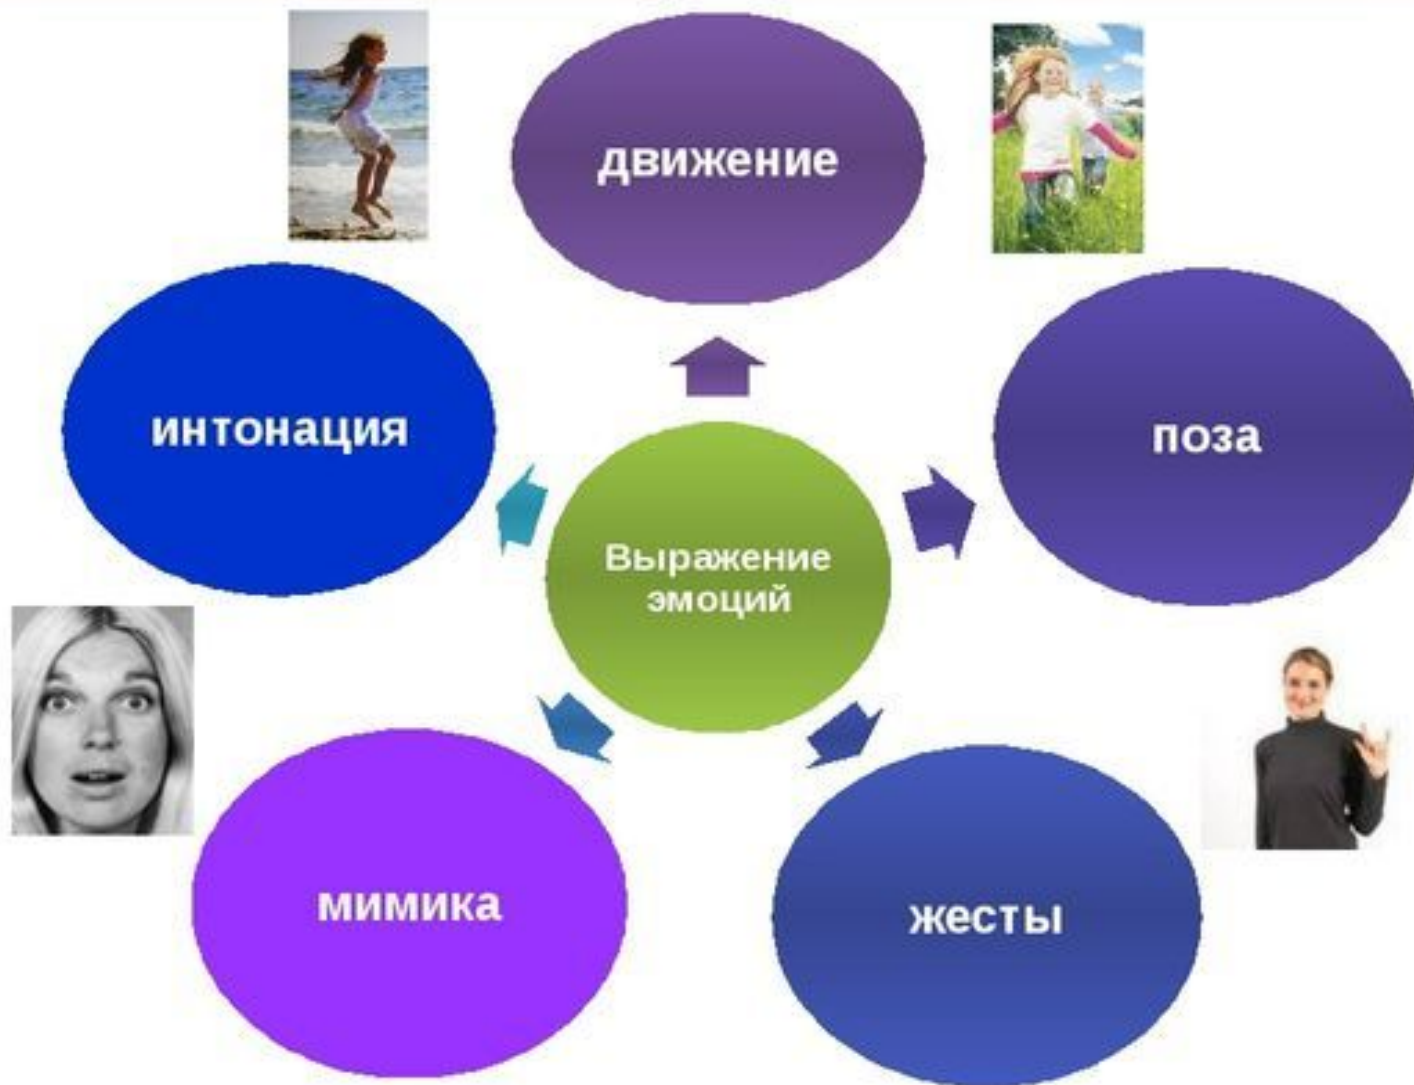 движение
интонация
поза
Выражение
эмоций
мимика
жесты